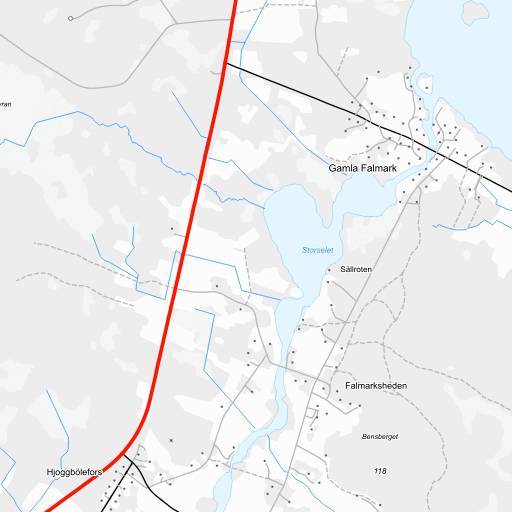 Gamla Falmark
Storselet
Sällroten
Falmarksheden
Bensberget
118
Hjoggbölefors